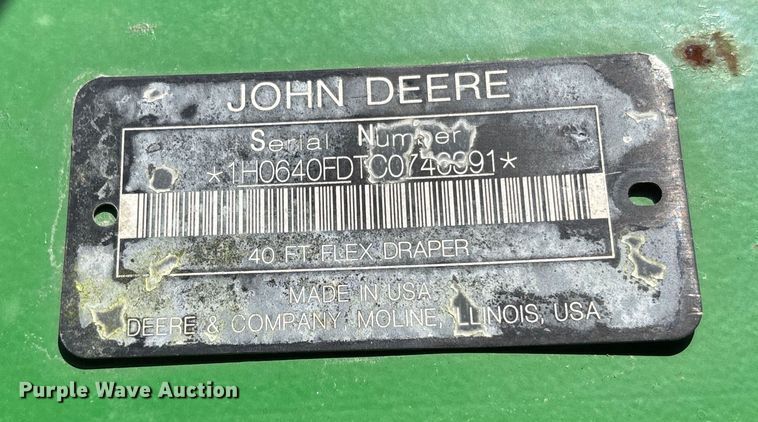 JOHN DEERE
Serial Number
*1H0640FDTC0746991*
40 FT FLEX DRAPER
MADE IN USA
DEERE & COMPANY MOLINE, ILLINOIS, USA
Purple Wave Auction